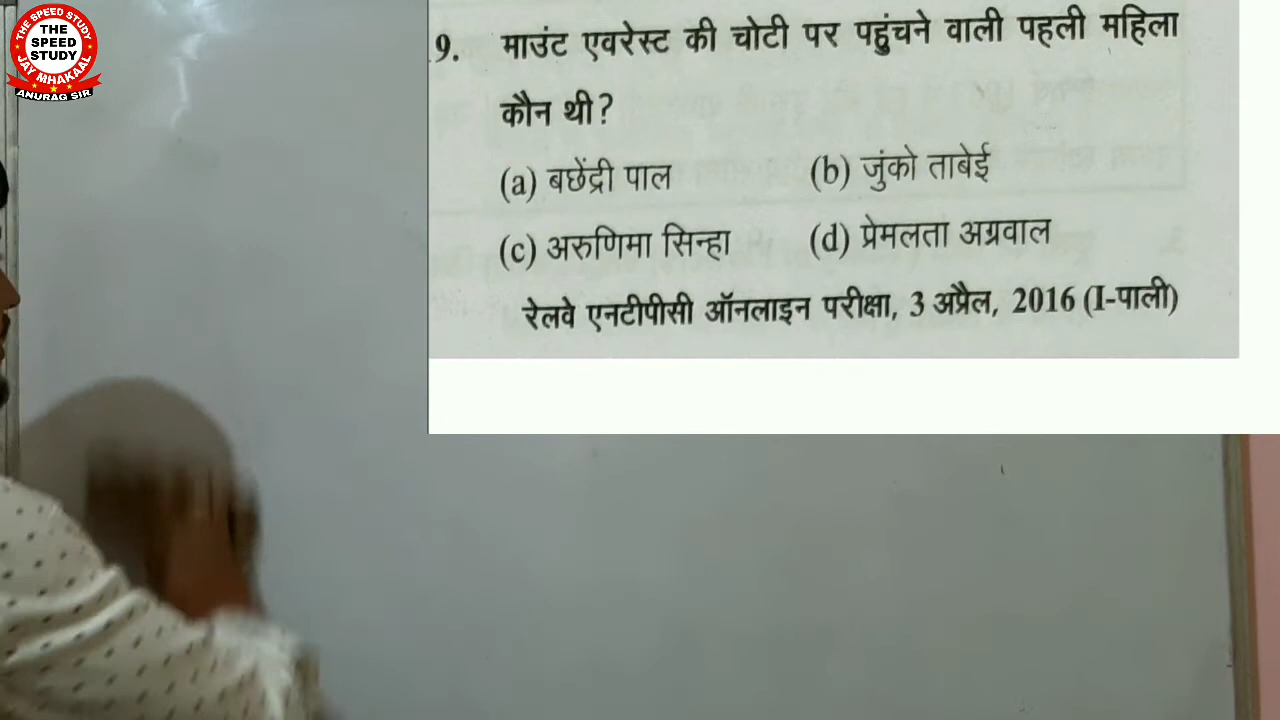 THE SPEED STUDY
THE
SPEED
STUDY
JAY MHAKAAL
ANURAG SIR
9. माउंट एवरेस्ट की चोटी पर पहुंचने वाली पहली महिला
कौन थी?
(a) बछेंद्री पाल (b) जुंको ताबेई
(c) अरुणिमा सिन्हा (d) प्रेमलता अग्रवाल
रेलवे एनटीपीसी ऑनलाइन परीक्षा, 3 अप्रैल, 2016 (I-पाली)